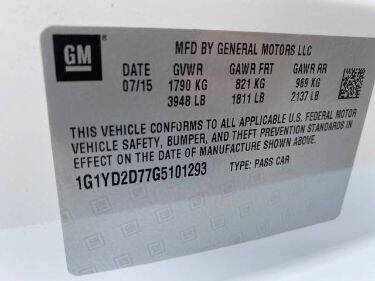 GM
MFD BY GENERAL MOTORS LLC
DATE GVWR GAWR FRT GAWR RR
07/15 1790 KG 821 KG 969 KG
3948 LB 1811 LB 2137 LB
THIS VEHICLE CONFORMS TO ALL APPLICABLE U.S. FEDERAL MOTOR
VEHICLE SAFETY, BUMPER, AND THEFT PREVENTION STANDARDS IN
EFFECT ON THE DATE OF MANUFACTURE SHOWN ABOVE.
1G1YD2D77G5101293 TYPE: PASS CAR